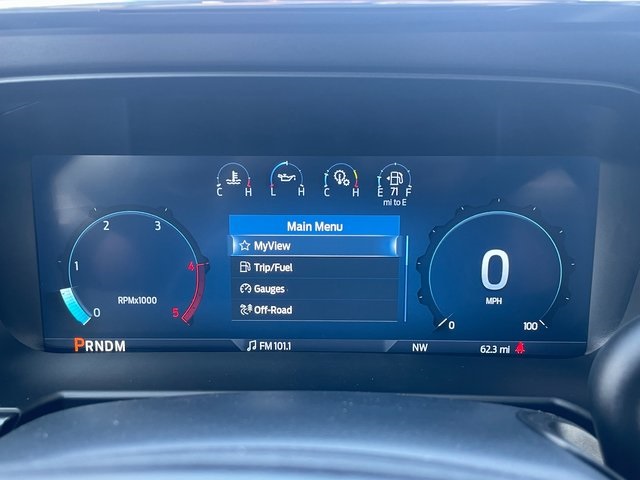 C H L H C H E 71 F
mi to E
Main Menu
MyView
Trip/Fuel
Gauges
Off-Road
0 1 2 3 6 5
RPMx1000
0
MPH
0 100
PRNDM
FM 101.1
NW
62.3 mi